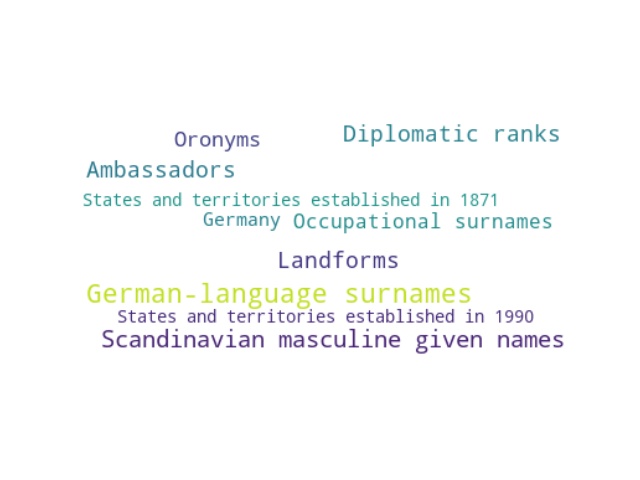 Diplomatic ranks
Oronyms
Ambassadors
States and territories established in 1871
Germany
Occupational surnames
Landforms
German-language surnames
States and territories established in 1990
Scandinavian masculine given names